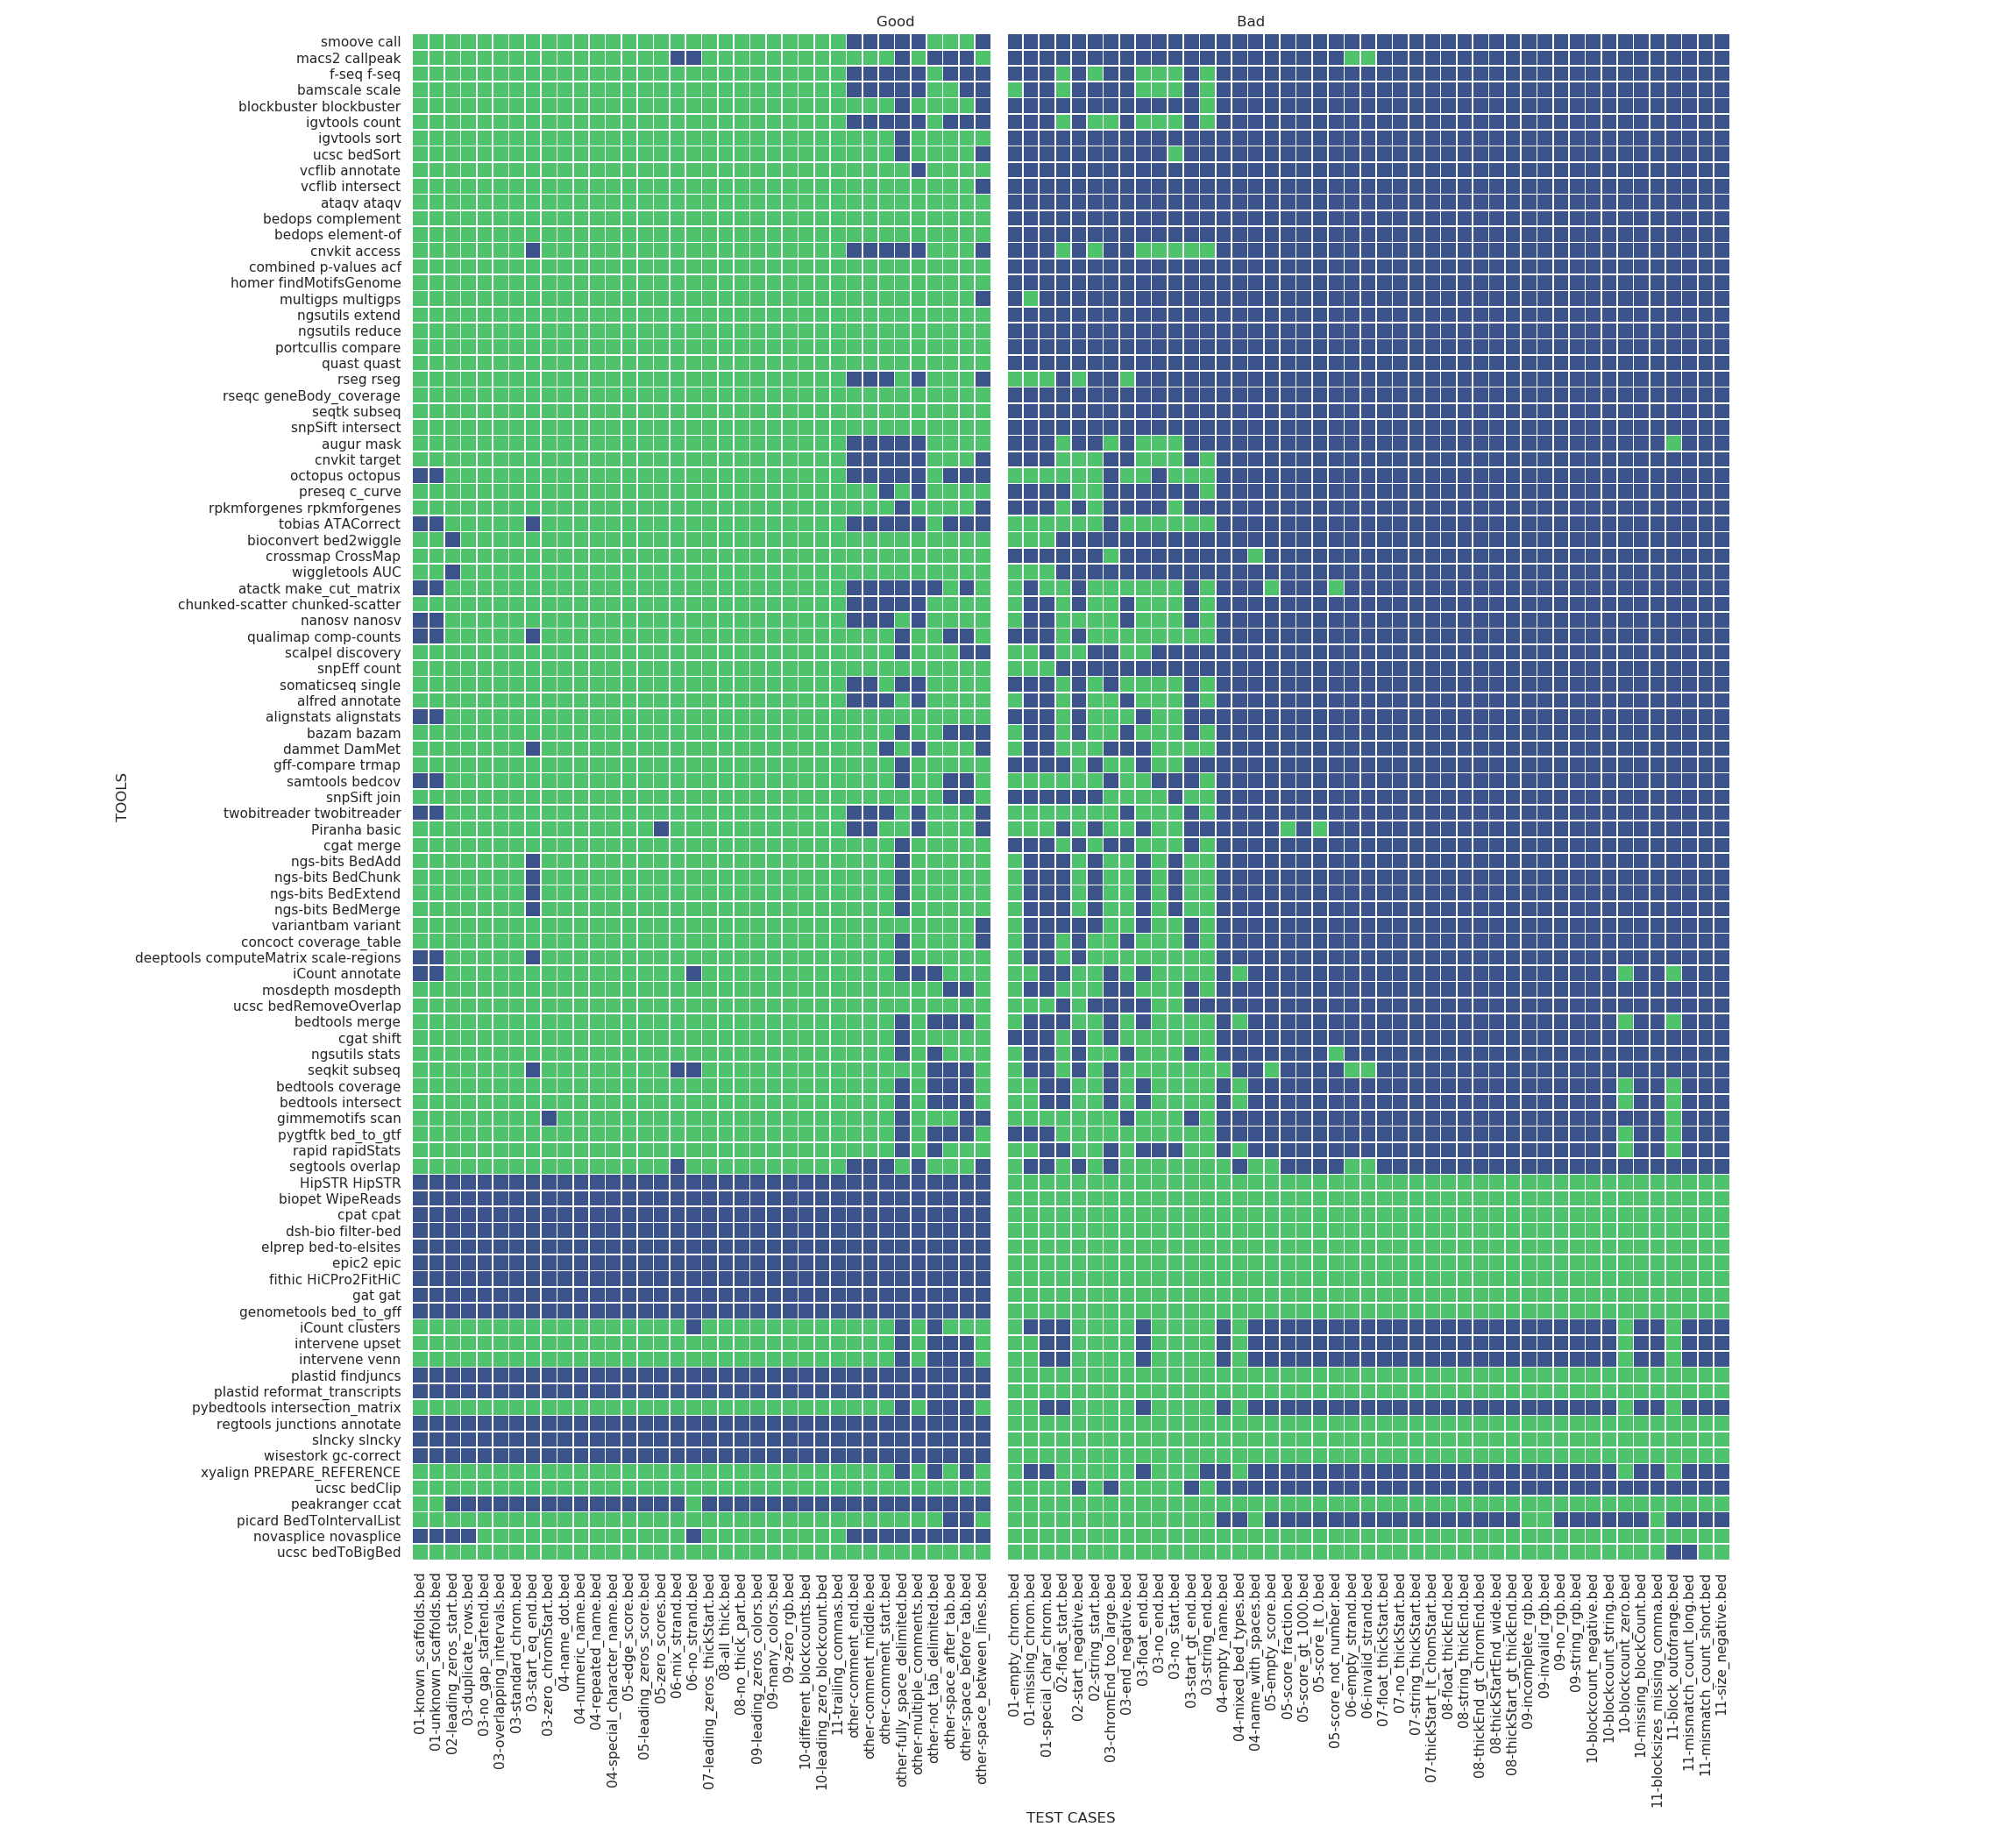 Good
Bad
smoove call
macs2 callpeak
f-seq f-seq
bamscale scale
blockbuster blockbuster
igvtools count
igvtools sort
ucsc bedSort
vcflib annotate
vcflib intersect
ataqv ataqv
bedops complement
bedops element-of
cnvkit access
combined p-values acf
homer findMotifsGenome
multigps multigps
ngsutils extend
ngsutils reduce
portcullis compare
quast quast
rseg rseg
rseqc geneBody_coverage
seqtk subseq
snpSift intersect
augur mask
cnvkit target
octopus octopus
preseq c_curve
rpkmforgenes rpkmforgenes
tobias ATACorrect
bioconvert bed2wiggle
crossmap CrossMap
wiggletools AUC
atactk make_cut_matrix
chunked-scatter chunked-scatter
nanosv nanosv
qualimap comp-counts
scalpel discovery
snpEff count
somaticseq single
alfred annotate
alignstats alignstats
bazam bazam
dammet DamMet
gff-compare trmap
samtools bedcov
snpSift join
twobitreader twobitreader
Piranha basic
cgat merge
ngs-bits BedAdd
ngs-bits BedChunk
ngs-bits BedExtend
ngs-bits BedMerge
variantbam variant
concoct coverage_table
deeptools computeMatrix scale-regions
iCount annotate
mosdepth mosdepth
ucsc bedRemoveOverlap
bedtools merge
cgat shift
ngsutils stats
seqkit subseq
bedtools coverage
bedtools intersect
gimmemotifs scan
pygtftk bed_to_gtf
rapid rapidStats
segtools overlap
HipSTR HipSTR
biopet WipeReads
cpat cpat
dsh-bio filter-bed
elprep bed-to-elsites
epic2 epic
fithic HiCPro2FitHiC
gat gat
genometools bed_to_gff
iCount clusters
intervene upset
intervene venn
plastid findjuncs
plastid reformat_transcripts
pybedtools intersection_matrix
regtools junctions annotate
slncky slncky
wisestork gc-correct
xyalign PREPARE_REFERENCE
ucsc bedClip
peakranger ccat
picard BedToIntervalList
novasplice novasplice
ucsc bedToBigBed
TOOLS
01-known_scaffolds.bed
01-unknown_scaffolds.bed
02-leading_zeros_start.bed
03-duplicate_rows.bed
03-no_gap_startend.bed
03-overlapping_intervals.bed
03-standard_chrom.bed
03-start_eq_end.bed
03-zero_chromStart.bed
04-name_dot.bed
04-numeric_name.bed
04-repeated_name.bed
04-special_character_name.bed
05-edge_score.bed
05-leading_zeros_score.bed
05-zero_scores.bed
06-mix_strand.bed
06-no_strand.bed
07-leading_zeros_thickStart.bed
08-all_thick.bed
08-no_thick_part.bed
09-leading_zeros_colors.bed
09-many_colors.bed
09-zero_rgb.bed
10-different_blockcounts.bed
10-leading_zero_blockcount.bed
11-trailing_commas.bed
other-comment_end.bed
other-comment_middle.bed
other-comment_start.bed
other-fully_space_delimited.bed
other-multiple_comments.bed
other-not_tab_delimited.bed
other-space_after_tab.bed
other-space_before_tab.bed
other-space_between_lines.bed
01-empty_chrom.bed
01-missing_chrom.bed
01-special_char_chrom.bed
02-float_start.bed
02-start_negative.bed
02-string_start.bed
03-chromEnd_too_large.bed
03-end_negative.bed
03-float_end.bed
03-no_end.bed
03-no_start.bed
03-start_gt_end.bed
03-string_end.bed
04-empty_name.bed
04-mixed_bed_types.bed
04-name_with_spaces.bed
05-empty_score.bed
05-score_fraction.bed
05-score_gt_1000.bed
05-score_lt_0.bed
05-score_not_number.bed
06-empty_strand.bed
06-invalid_strand.bed
07-float_thickStart.bed
07-no_thickStart.bed
07-string_thickStart.bed
07-thickStart_lt_chomStart.bed
08-float_thickEnd.bed
08-string_thickEnd.bed
08-thickEnd_gt_chromEnd.bed
08-thickStartEnd_wide.bed
08-thickStart_gt_thickEnd.bed
09-incomplete_rgb.bed
09-invalid_rgb.bed
09-no_rgb.bed
09-string_rgb.bed
10-blockcount_negative.bed
10-blockcount_string.bed
10-blockcount_zero.bed
10-missing_blockCount.bed
11-blocksizes_missing_comma.bed
11-block_outofrange.bed
11-mismatch_count_long.bed
11-mismatch_count_short.bed
11-size_negative.bed
TEST CASES